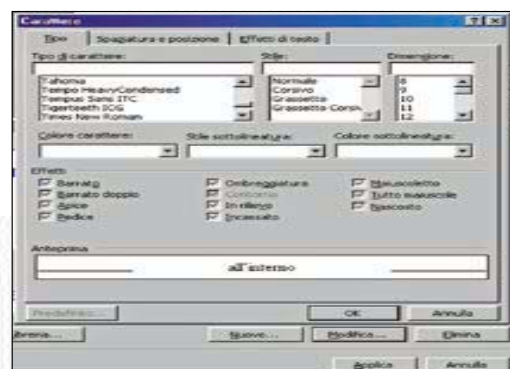 Carattere
Tipo Spaziatura e posizione Effetti di testo
Tipo di carattere: Stile: Dimensione:
Tahoma Normale 8
Tempo HeavyCondensed Corsivo 9
Tempus Sans ITC Grassetto 10
Tigerteeth ICG Grassetto Corsivo 11
Times New Roman 12
Colore carattere: Stile sottolineatura: Colore sottolineatura:
Effetti
Barrato Ombreggiatura Maiuscoletto
Barrato doppio Contorno Tutto maiuscole
Apice In rilievo Nascosto
Pedice Incassato
Anteprima
all'interno
Predefinito... OK Annulla
breria... Nuovo... Modifica... Elimina
Applica Annulla